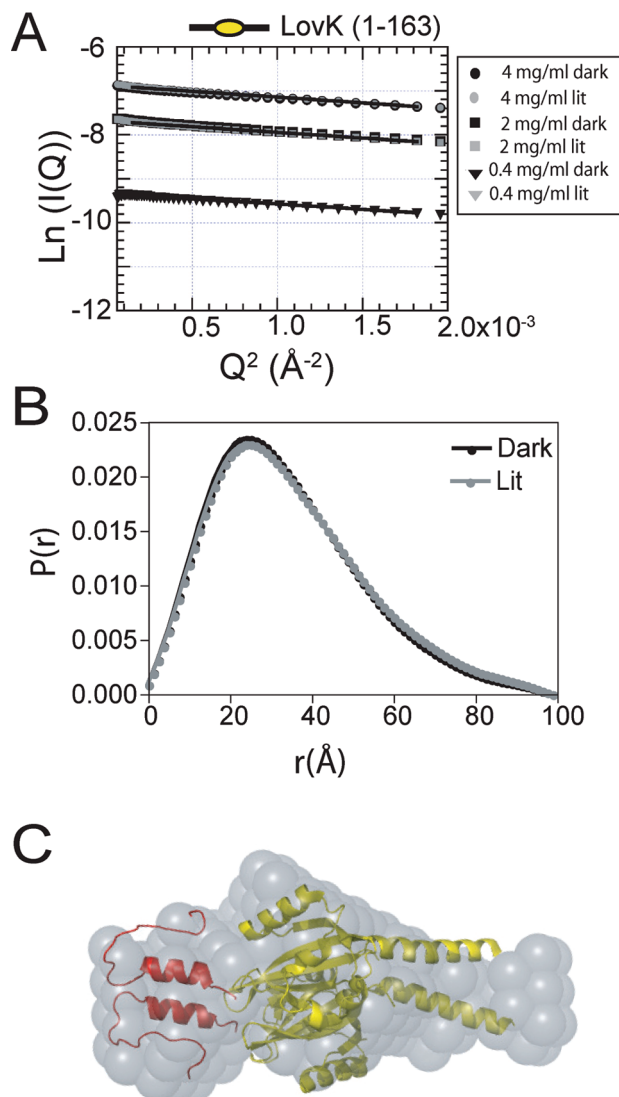 A
LovK (1-163)
-6
-8
-10
-12
Ln (I(Q))
0.5
1.0
1.5
2.0x10-3
Q2 (Å-2)
4 mg/ml dark
4 mg/ml lit
2 mg/ml dark
2 mg/ml lit
0.4 mg/ml dark
0.4 mg/ml lit
B
0.025
0.020
0.015
0.010
0.005
0.000
P(r)
Dark
Lit
0
20
40
60
80
100
r(Å)
C